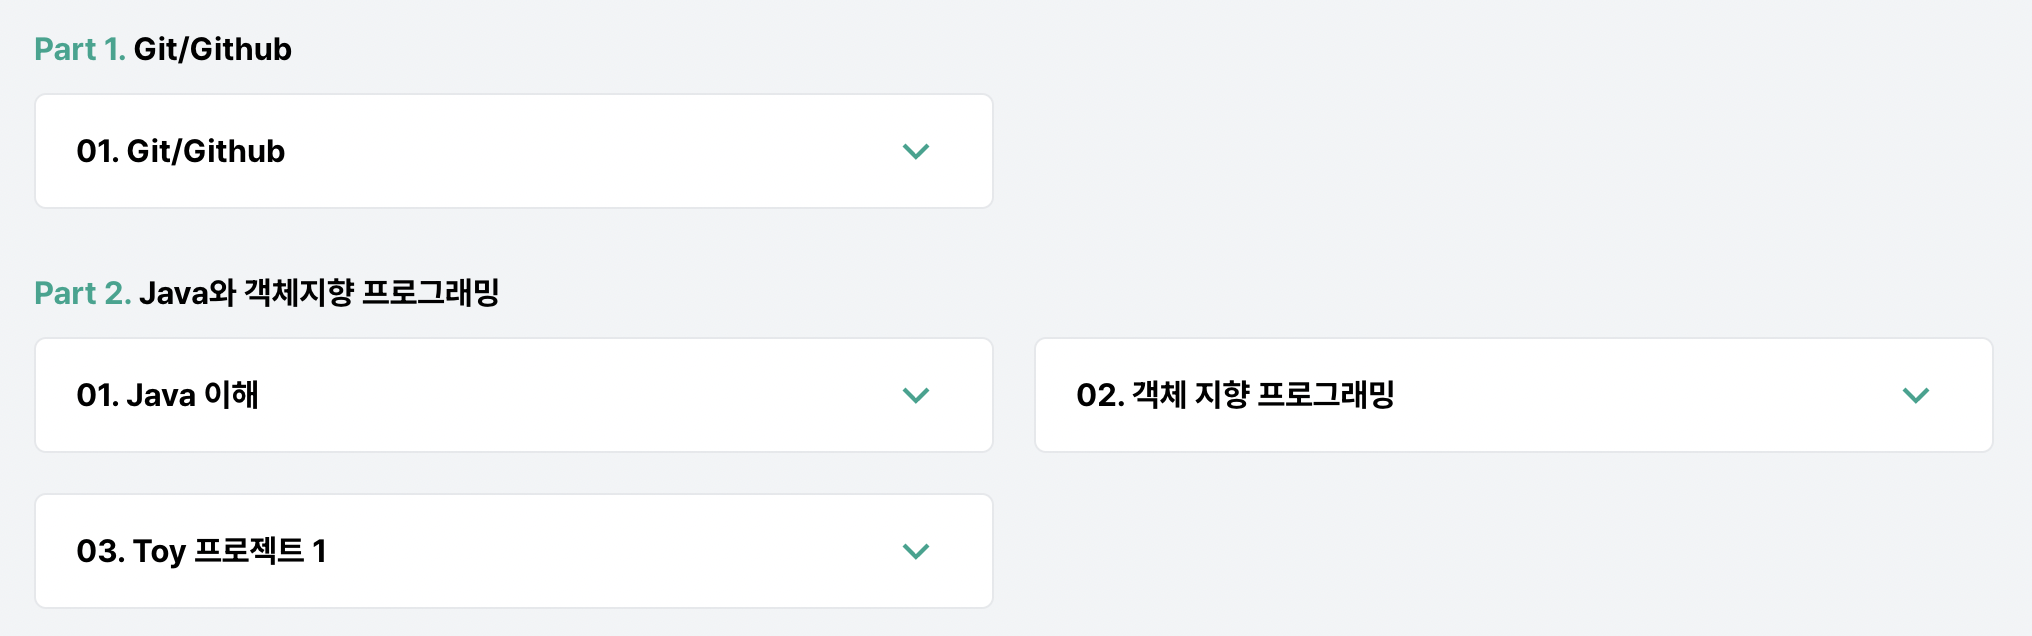 Part 1. Git/Github
01. Git/Github
Part 2. Java와 객체지향 프로그래밍
01. Java 이해
02. 객체 지향 프로그래밍
03. Toy 프로젝트 1